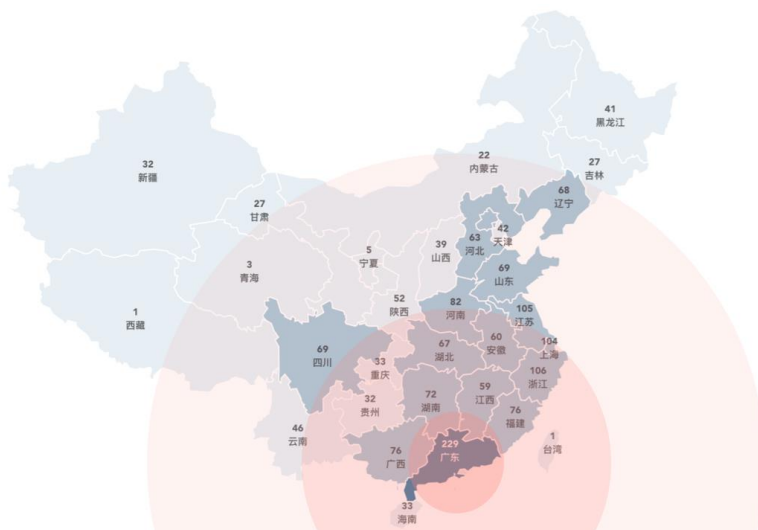 41
黑龙江
22
内蒙古
27
吉林
32
新疆
68
辽宁
27
甘肃
42
天津
63
河北
39
山西
5
宁夏
3
青海
69
山东
52
陕西
82
河南
105
江苏
1
西藏
104
上海
60
安徽
67
湖北
69
四川
33
重庆
106
浙江
72
湖南
59
江西
32
贵州
76
福建
46
云南
229
广东
1
台湾
76
广西
33
海南